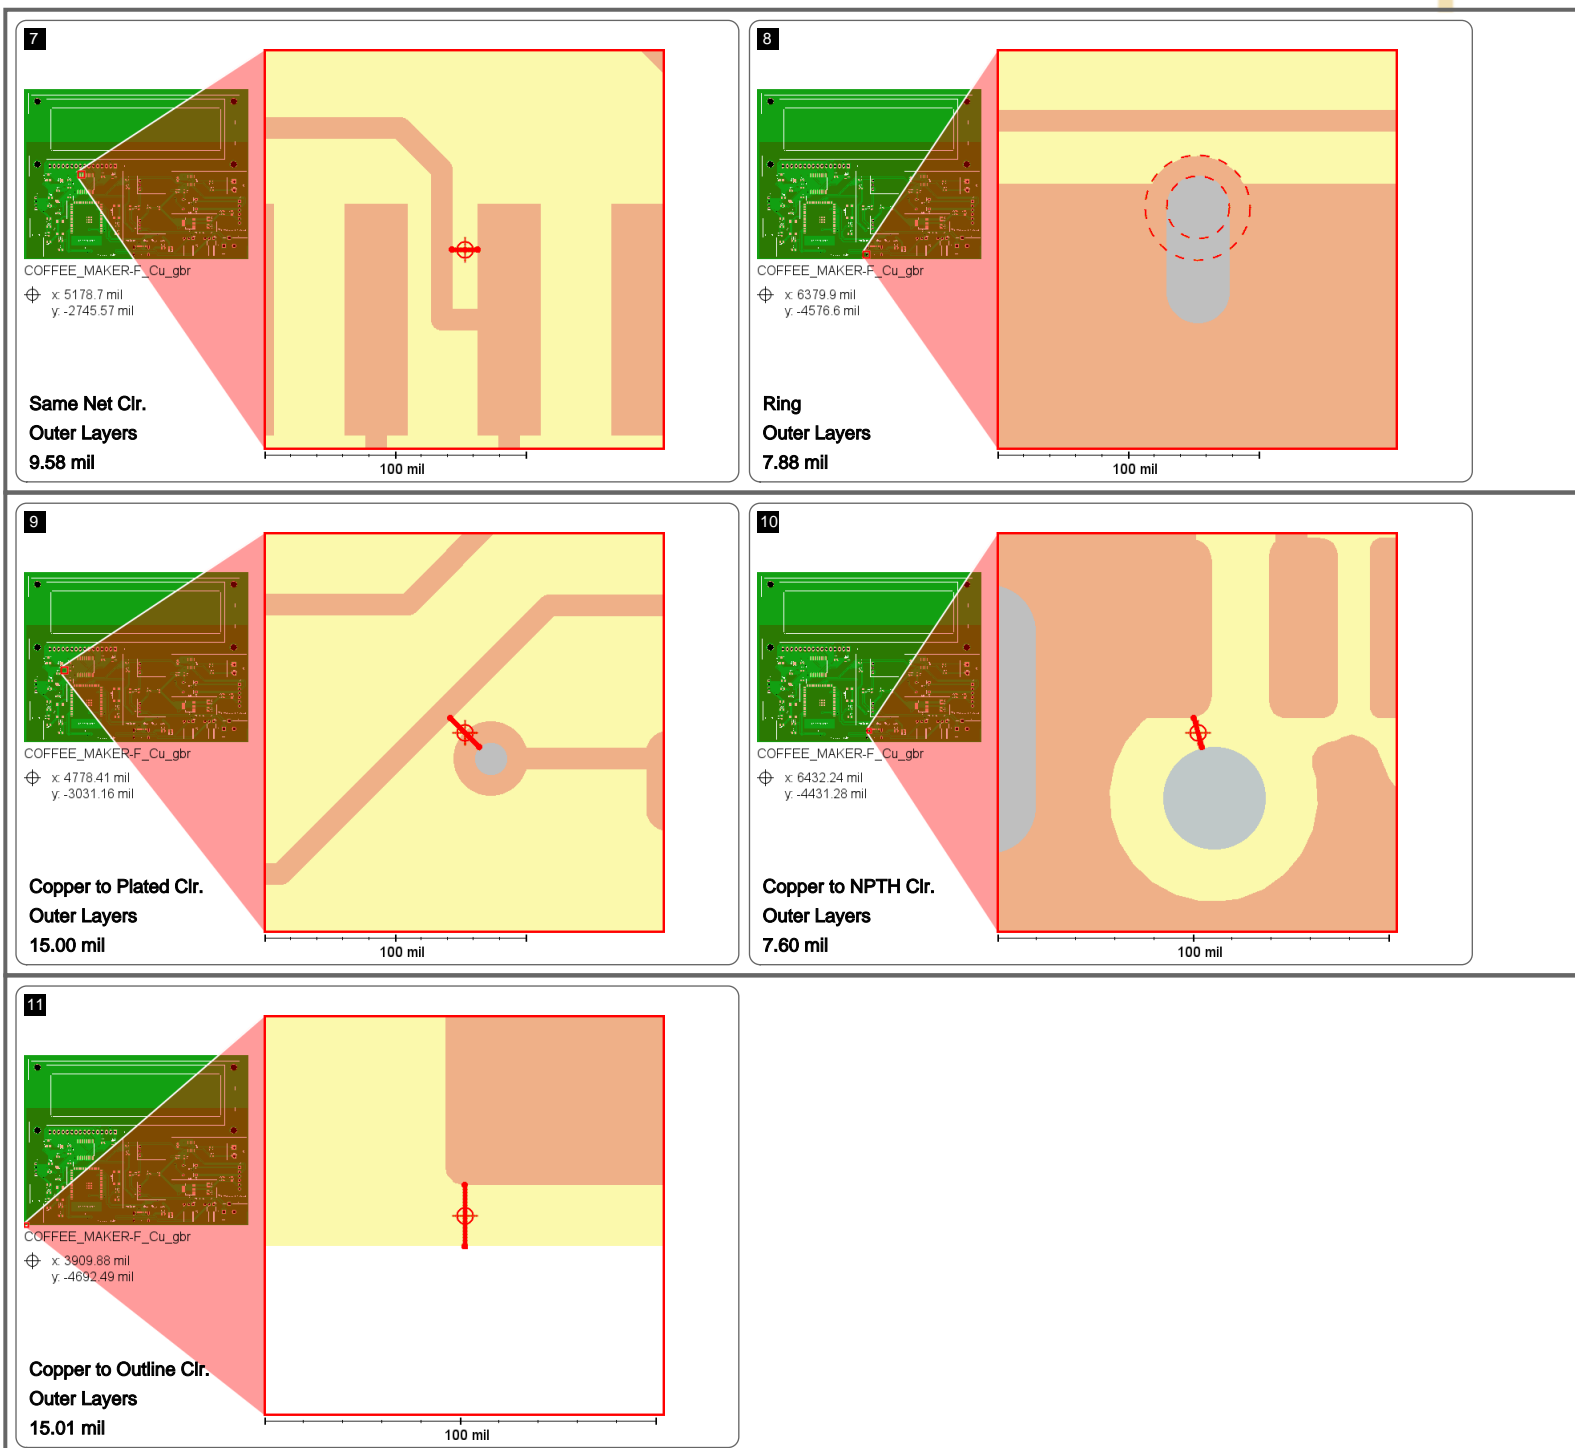 7
COFFEE_MAKER-F_Cu_gbr
x: 5178.7 mil
y: -2745.57 mil
Same Net Clr.
Outer Layers
9.58 mil
100 mil
8
COFFEE_MAKER-F_Cu_gbr
x: 6379.9 mil
y: -4576.6 mil
Ring
Outer Layers
7.88 mil
100 mil
9
COFFEE_MAKER-F_Cu_gbr
x: 4778.41 mil
y: -3031.16 mil
Copper to Plated Clr.
Outer Layers
15.00 mil
100 mil
10
COFFEE_MAKER-F_Cu_gbr
x: 6432.24 mil
y: -4431.28 mil
Copper to NPTH Clr.
Outer Layers
7.60 mil
100 mil
11
COFFEE_MAKER-F_Cu_gbr
x: 3909.88 mil
y: -4692.49 mil
Copper to Outline Clr.
Outer Layers
15.01 mil
100 mil